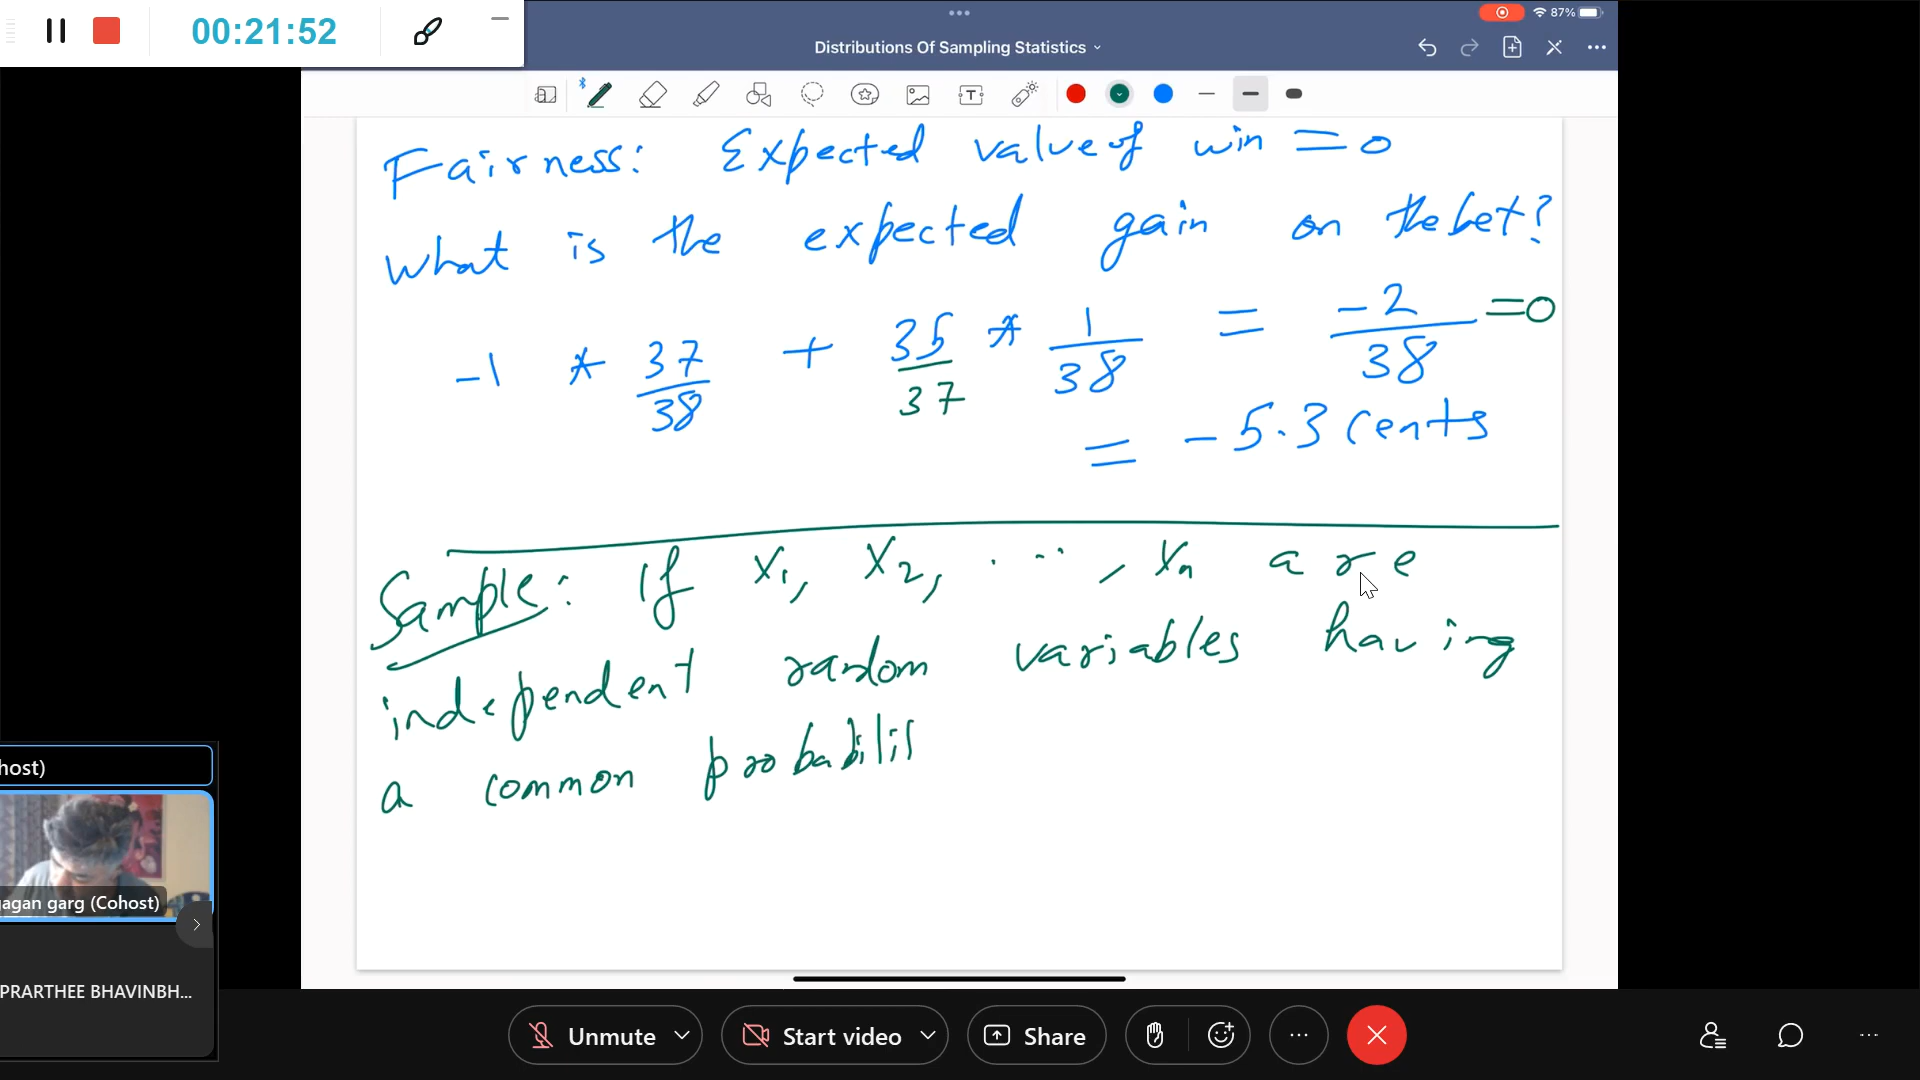 00:21:52
87%
Distributions Of Sampling Statistics
Fairness: Expected value of win = 0
What is the expected gain on the bet?
-1 * 37/38 + 35/37 * 1/38 = -2/38 =0
= -5.3 cents
Sample: If X1, X2, ..., Xn are
independent random variables having
a common probabilit
host)
gagan garg (Cohost)
PRARTHEE BHAVINBH...
Unmute
Start video
Share